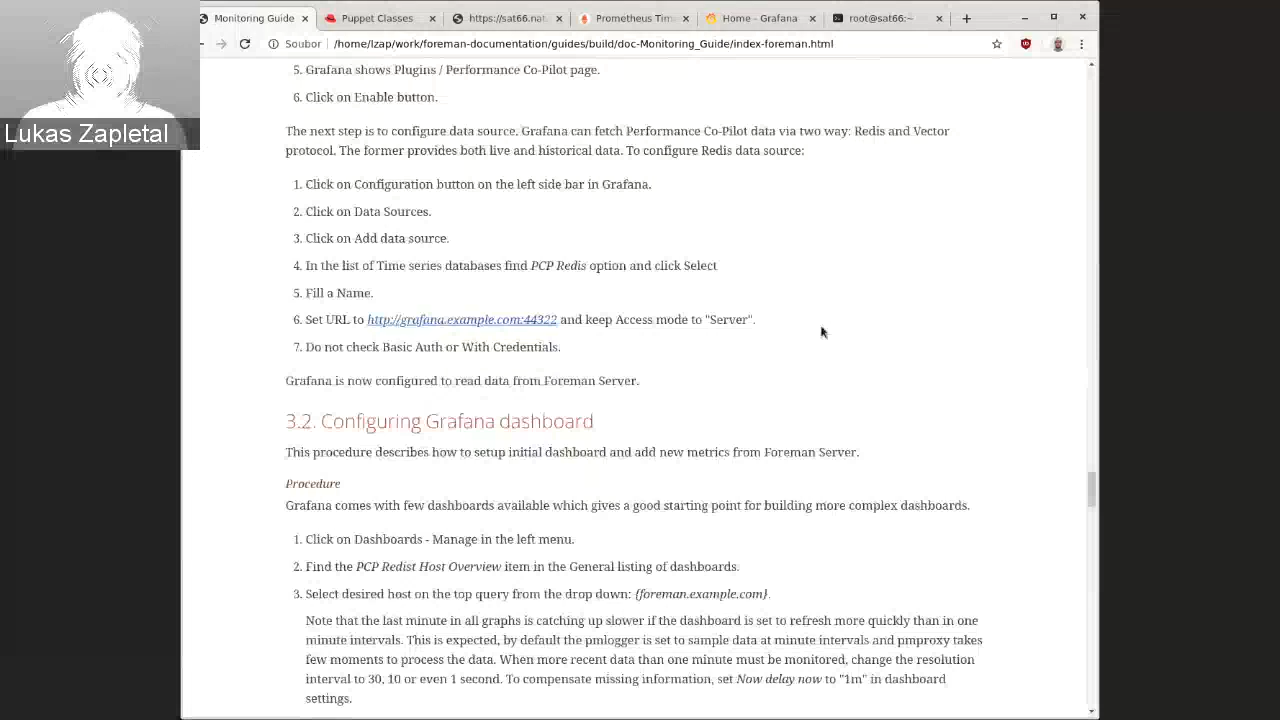 Monitoring Guide
Puppet Classes
https://sat66.nat
Prometheus Tim
Home - Grafana
root@sat66:~
Soubor
/home/lzap/work/foreman-documentation/guides/build/doc-Monitoring_Guide/index-foreman.html
Lukas Zapletal
5. Grafana shows Plugins / Performance Co-Pilot page.
6. Click on Enable button.
The next step is to configure data source. Grafana can fetch Performance Co-Pilot data via two way: Redis and Vector
protocol. The former provides both live and historical data. To configure Redis data source:
1. Click on Configuration button on the left side bar in Grafana.
2. Click on Data Sources.
3. Click on Add data source.
4. In the list of Time series databases find PCP Redis option and click Select
5. Fill a Name.
6. Set URL to http://grafana.example.com:44322 and keep Access mode to "Server".
7. Do not check Basic Auth or With Credentials.
Grafana is now configured to read data from Foreman Server.
3.2. Configuring Grafana dashboard
This procedure describes how to setup initial dashboard and add new metrics from Foreman Server.
Procedure
Grafana comes with few dashboards available which gives a good starting point for building more complex dashboards.
1. Click on Dashboards - Manage in the left menu.
2. Find the PCP Redist Host Overview item in the General listing of dashboards.
3. Select desired host on the top query from the drop down: {foreman.example.com}.
Note that the last minute in all graphs is catching up slower if the dashboard is set to refresh more quickly than in one
minute intervals. This is expected, by default the pmlogger is set to sample data at minute intervals and pmproxy takes
few moments to process the data. When more recent data than one minute must be monitored, change the resolution
interval to 30, 10 or even 1 second. To compensate missing information, set Now delay now to "1m" in dashboard
settings.